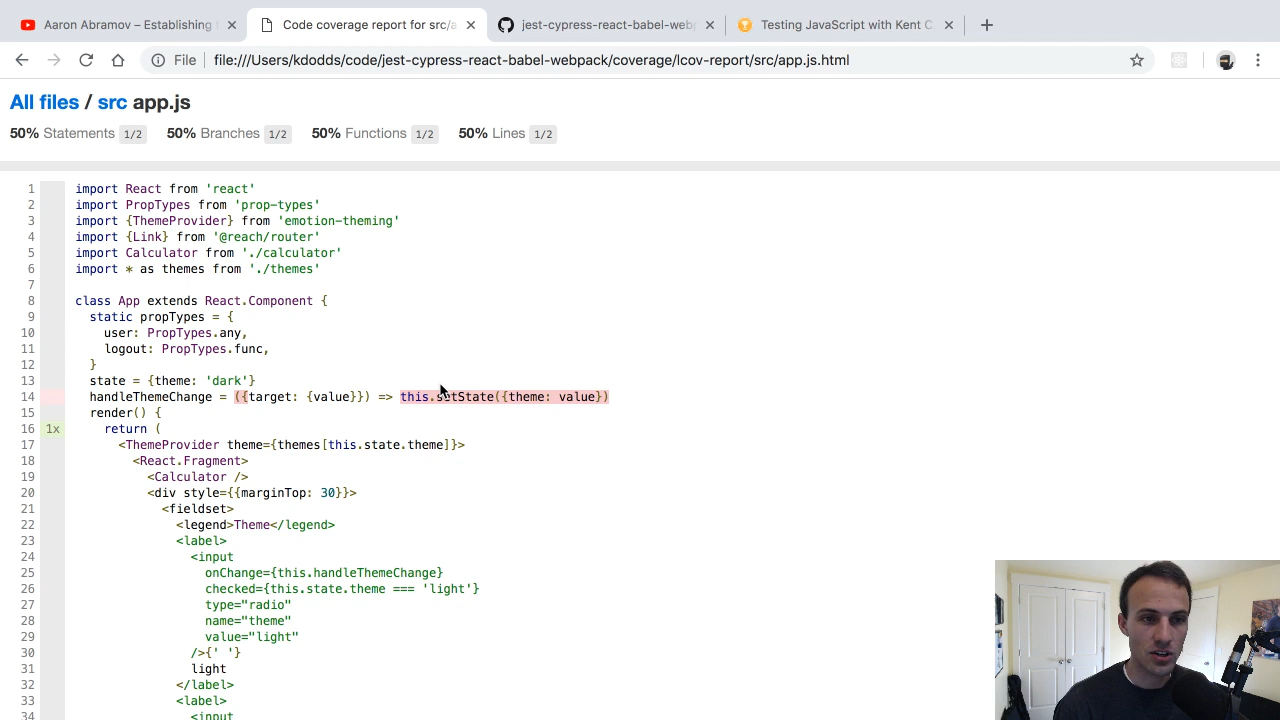 Aaron Abramov – Establishing
Code coverage report for src/a
jest-cypress-react-babel-web
Testing JavaScript with Kent C.
File
file:///Users/kdodds/code/jest-cypress-react-babel-webpack/coverage/lcov-report/src/app.js.html
All files / src app.js
50% Statements 1/2 50% Branches 1/2 50% Functions 1/2 50% Lines 1/2
1 import React from 'react'
2 import PropTypes from 'prop-types'
3 import {ThemeProvider} from 'emotion-theming'
4 import {Link} from '@reach/router'
5 import Calculator from './calculator'
6 import * as themes from './themes'
7
8 class App extends React.Component {
9 static propTypes = {
10 user: PropTypes.any,
11 logout: PropTypes.func,
12 }
13 state = {theme: 'dark'}
14 handleThemeChange = ({target: {value}}) => this.setState({theme: value})
15 render() {
16 1x return (
17 <ThemeProvider theme={themes[this.state.theme]}>
18 <React.Fragment>
19 <Calculator />
20 <div style={{marginTop: 30}}>
21 <fieldset>
22 <legend>Theme</legend>
23 <label>
24 <input
25 onChange={this.handleThemeChange}
26 checked={this.state.theme === 'light'}
27 type="radio"
28 name="theme"
29 value="light"
30 />{' '}
31 light
32 </label>
33 <label>
34 <input